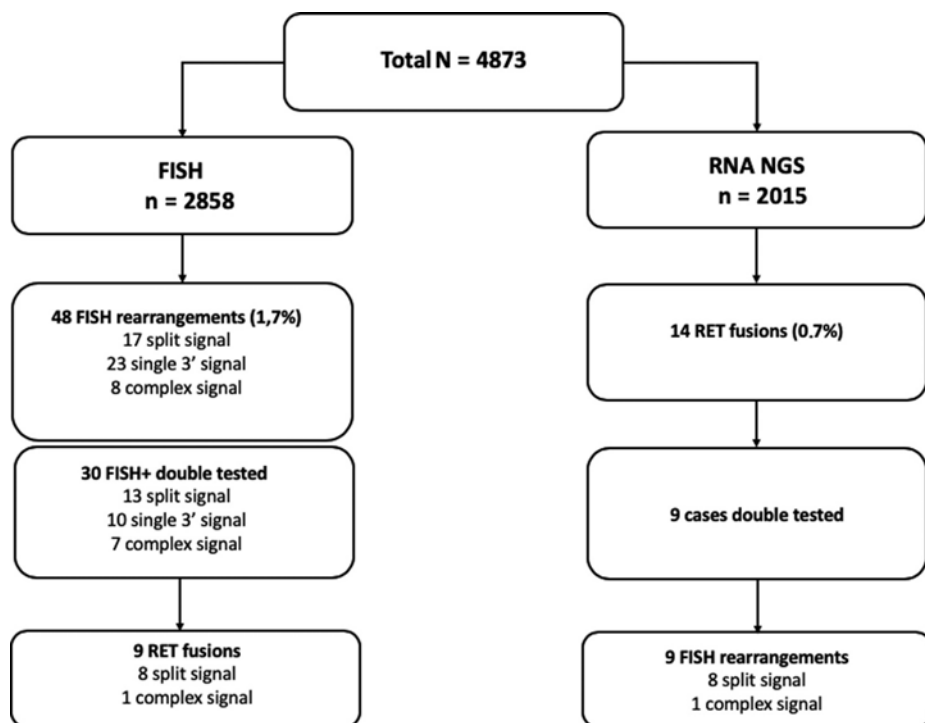 Total N = 4873
FISH
n = 2858
48 FISH rearrangements (1,7%)
17 split signal
23 single 3’ signal
8 complex signal
30 FISH+ double tested
13 split signal
10 single 3’ signal
7 complex signal
9 RET fusions
8 split signal
1 complex signal
RNA NGS
n = 2015
14 RET fusions (0.7%)
9 cases double tested
9 FISH rearrangements
8 split signal
1 complex signal